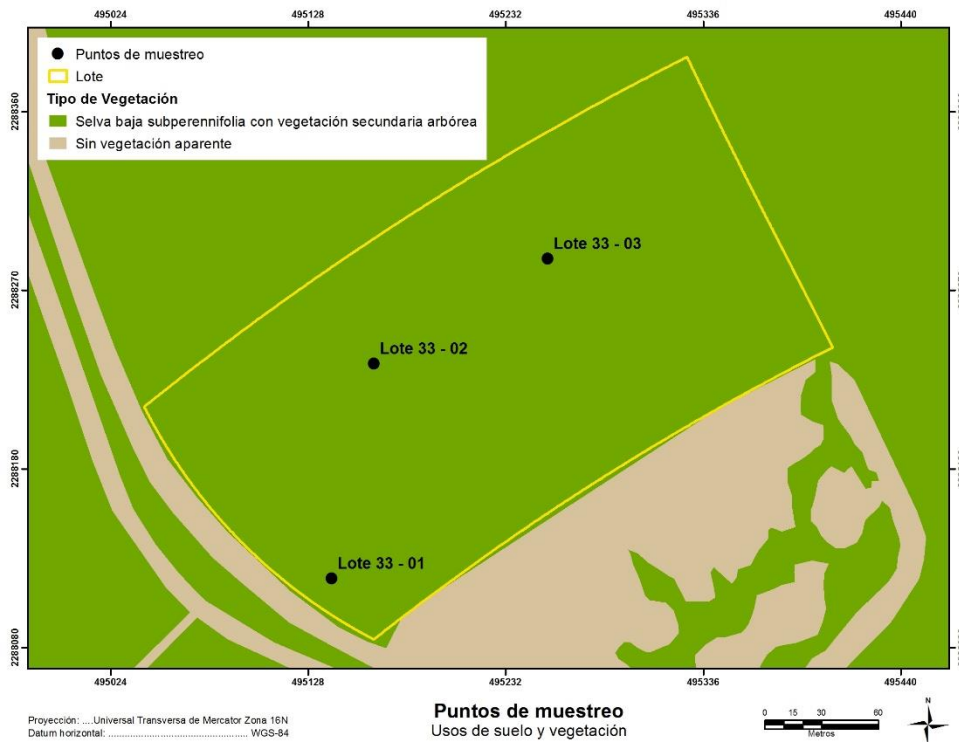 495024 495128 495232 495336 495440
Puntos de muestreo
Lote
Tipo de Vegetación
Selva baja subperennifolia con vegetación secundaria arbórea
Sin vegetación aparente
2288360
Lote 33 - 03
2288270
Lote 33 - 02
2288180
Lote 33 - 01
2288080
495024 495128 495232 495336 495440
Proyección: ....Universal Transversa de Mercator Zona 16N
Datum horizontal: ................................................ WGS-84
Puntos de muestreo
Usos de suelo y vegetación
0 15 30 60
Metros
N